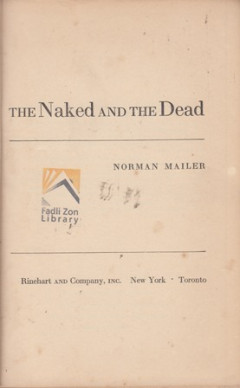 THE Naked AND THE Dead
NORMAN MAILER
Fadli Zon
Library
Rinehart AND Company, INC. New York · Toronto